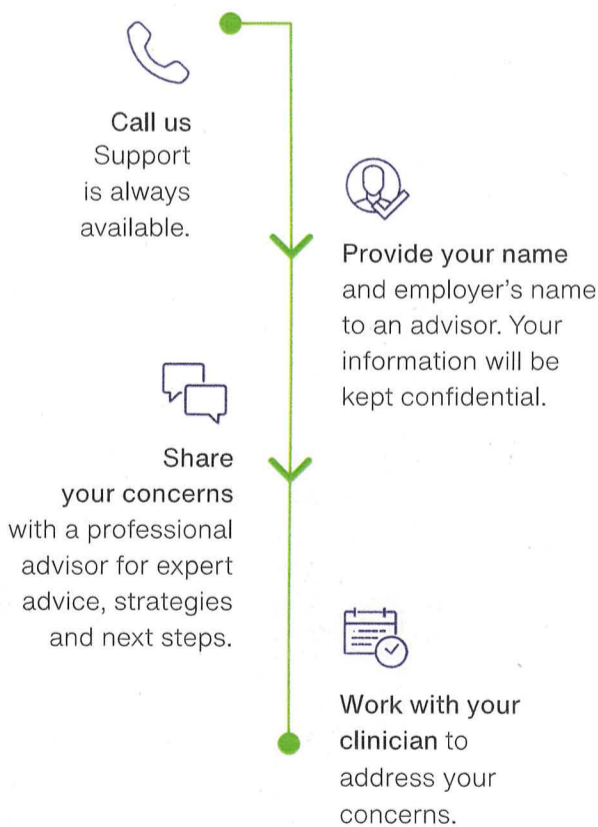 Call us
Support
is always
available.
Provide your name
and employer's name
to an advisor. Your
information will be
kept confidential.
Share
your concerns
with a professional
advisor for expert
advice, strategies
and next steps.
Work with your
clinician to
address your
concerns.